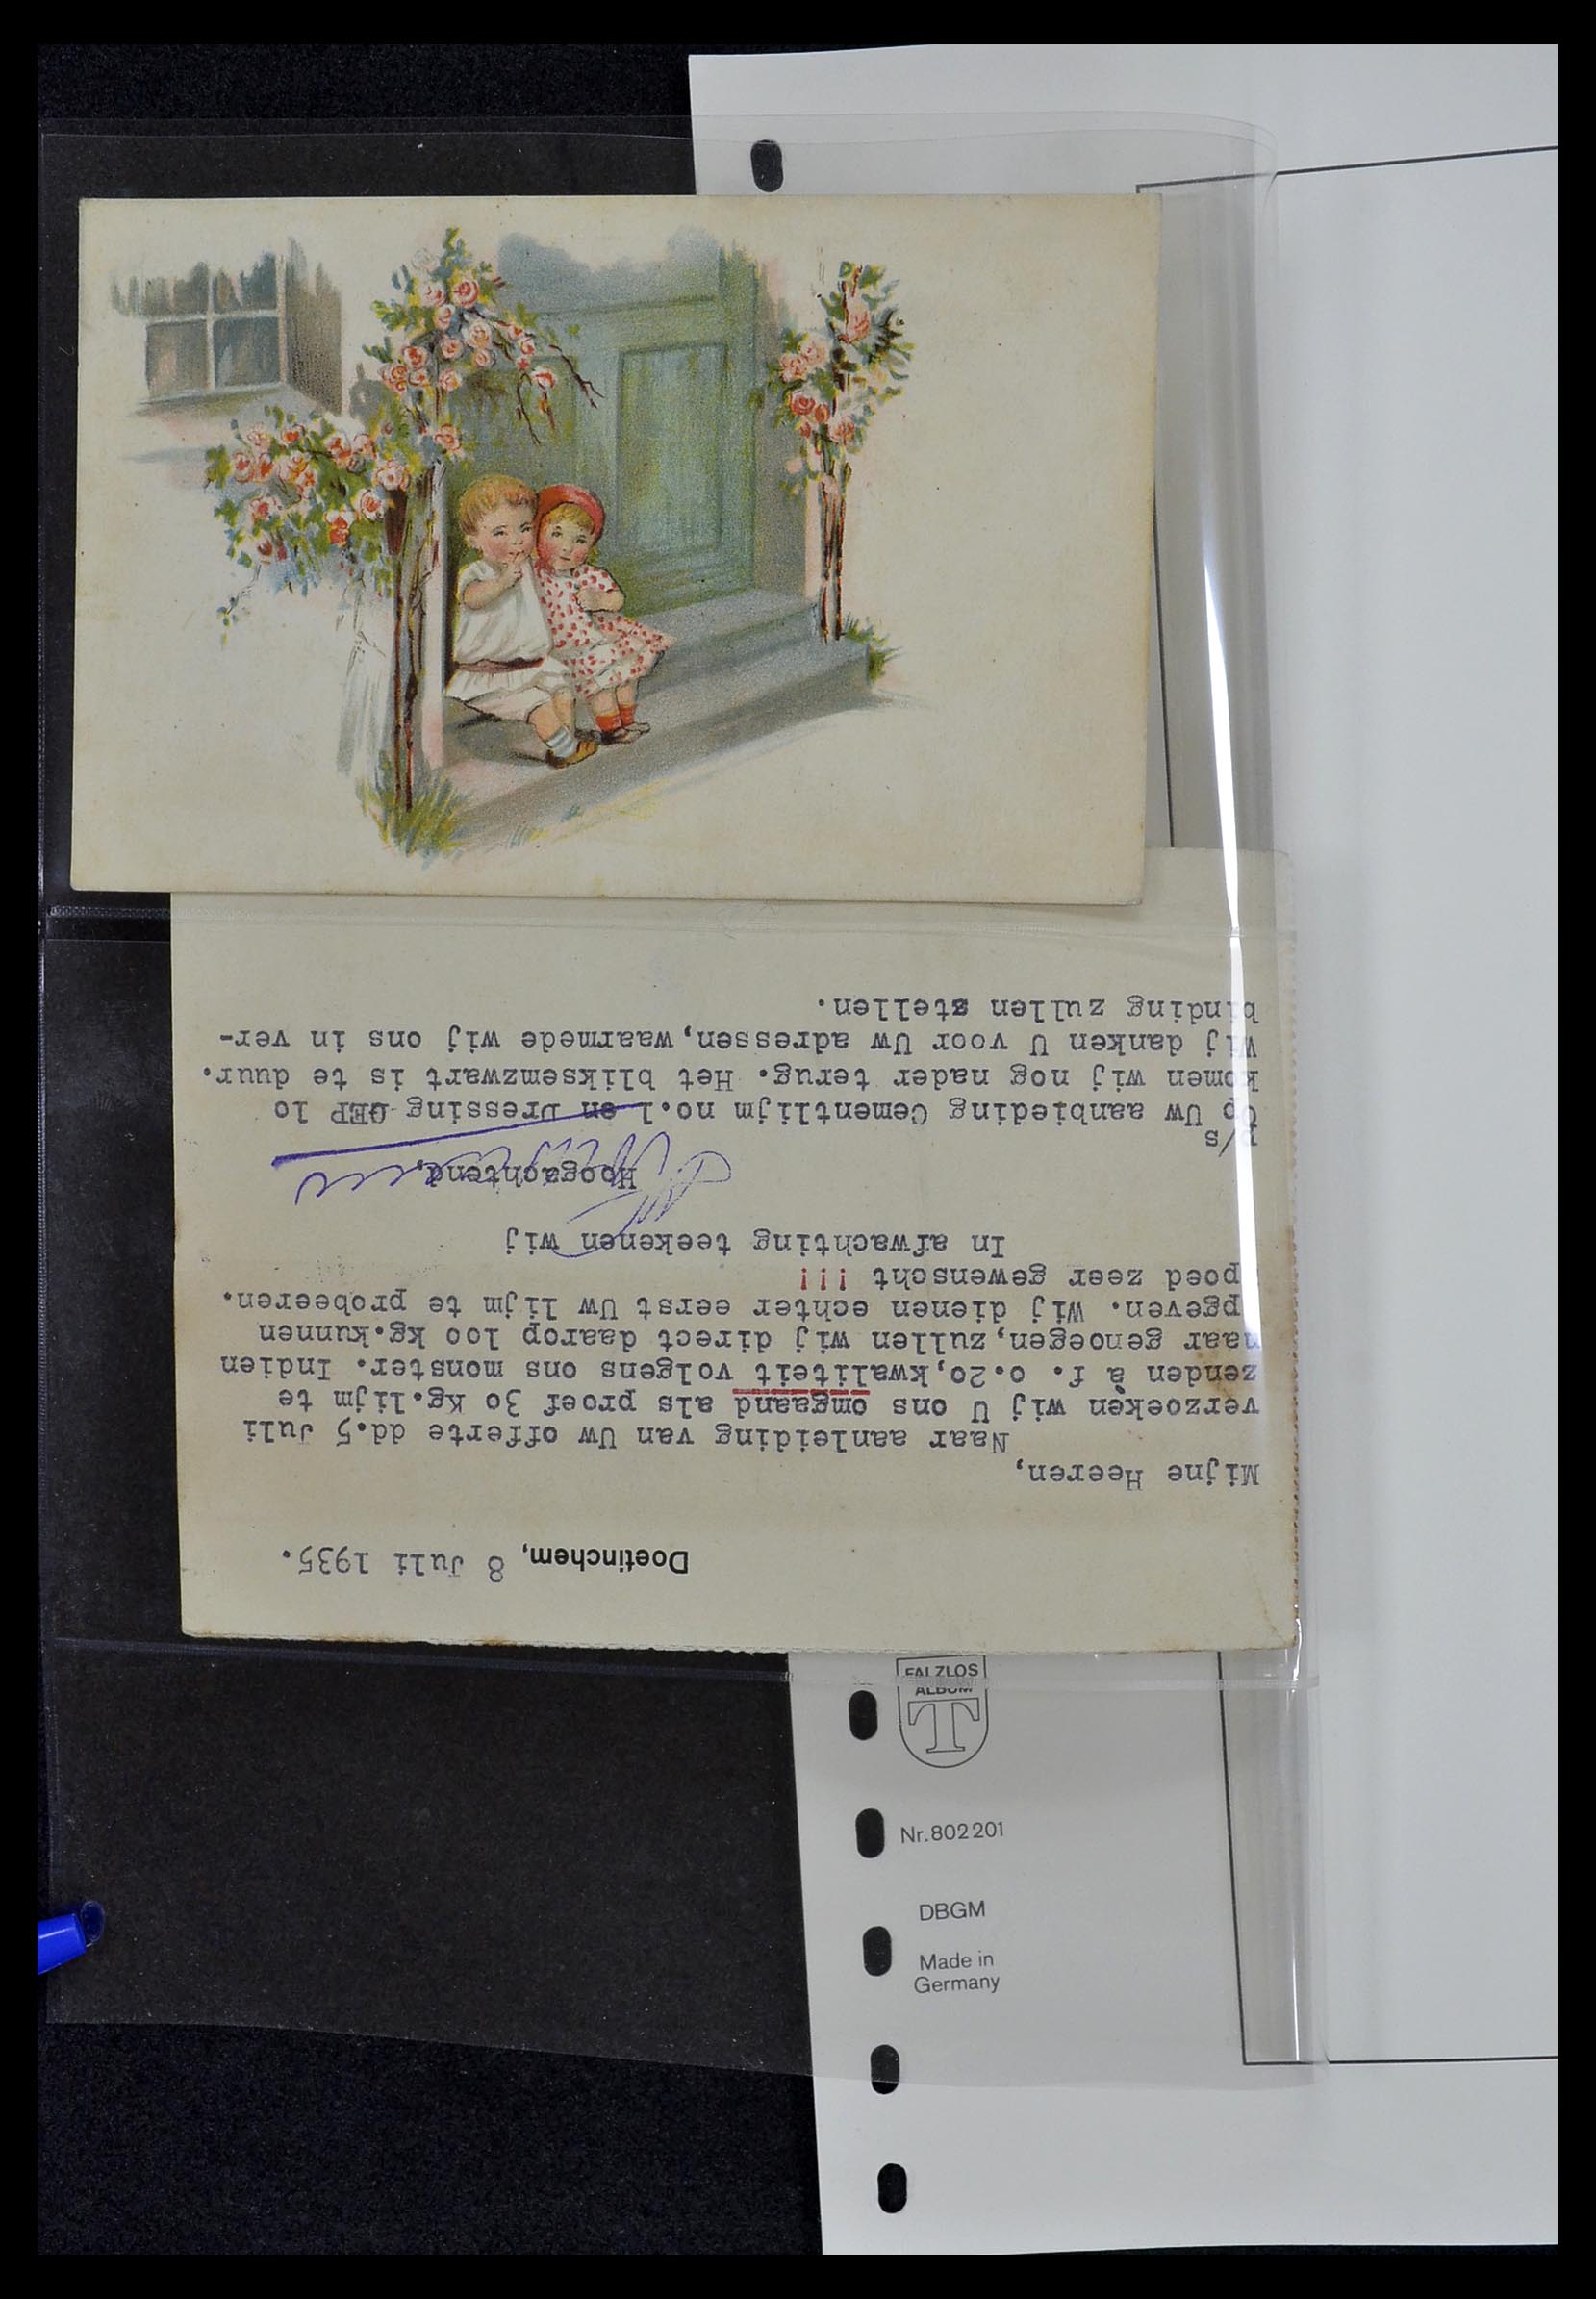 Doetinchem, 8 Juli 1935.
Mijne Heeren,
Naar aanleiding van Uw offerte dd.5 Juli
verzoeken wij U ons omgaand als proef 30 Kg.lijm te
zenden à f. o.20,kwaliteit volgens ons monster. Indien
naar genoegen,zullen wij direct daarop 1oo kg.kunnen
opgeven. Wij dienen echter eerst Uw lijm te probeeren.
Spoed zeer gewenscht !!!
In afwachting teekenen wij
Hoogachtend,
P/s
Op Uw aanbieding Cementlijm no.1 en Dressing QEP 1o
komen wij nog nader terug. Het bliksemzwart is te duur.
wij danken U voor Uw adressen,waarmede wij ons in ver-
binding zullen stellen.
FALZLOS
ALBUM
T
Nr.802201
DBGM
Made in
Germany